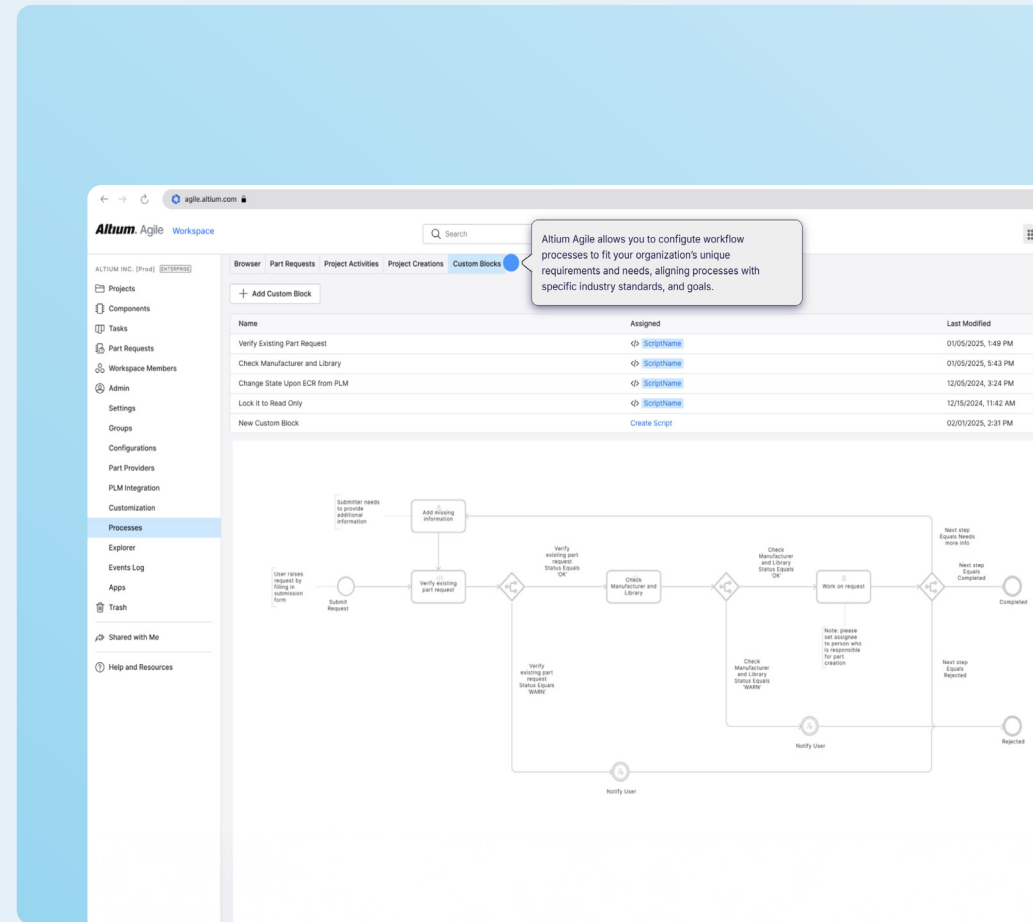 agile.altium.com
Altıum. Agile Workspace
Search
Altium Agile allows you to configute workflow
processes to fit your organization's unique
requirements and needs, aligning processes with
specific industry standards, and goals.
ALTIUM INC. [Prod] ENTERPRISE
Projects
Components
Tasks
Part Requests
Workspace Members
Admin
Settings
Groups
Configurations
Part Providers
PLM Integration
Customization
Processes
Explorer
Events Log
Apps
Trash
Shared with Me
Help and Resources
Browser Part Requests Project Activities Project Creations Custom Blocks
+ Add Custom Block
Name Assigned Last Modified
Verify Existing Part Request </> ScriptName 01/05/2025, 1:49 PM
Check Manufacturer and Library </> ScriptName 01/05/2025, 5:43 PM
Change State Upon ECR from PLM </> ScriptName 12/05/2024, 3:24 PM
Lock it to Read Only </> ScriptName 12/15/2024, 11:42 AM
New Custom Block Create Script 02/01/2025, 2:31 PM
Submitter needs
to provide
additional
information
Add missing
information
User raises
request by
filling in
submission
form
Submit
Request
Verify existing
part request
Verify
existing part
request
Status Equals
'OK'
Verify
existing part
request
Status Equals
'WARN'
Check
Manufacturer and
Library
Check
Manufacturer
and Library
Status Equals
'OK'
Check
Manufacturer
and Library
Status Equals
'WARN'
Work on request
Note: please
set assignee
to person who
is responsible
for part
creation
Next step
Equals Needs
more info
Next step
Equals
Completed
Completed
Next step
Equals
Rejected
Rejected
Notify User
Notify User